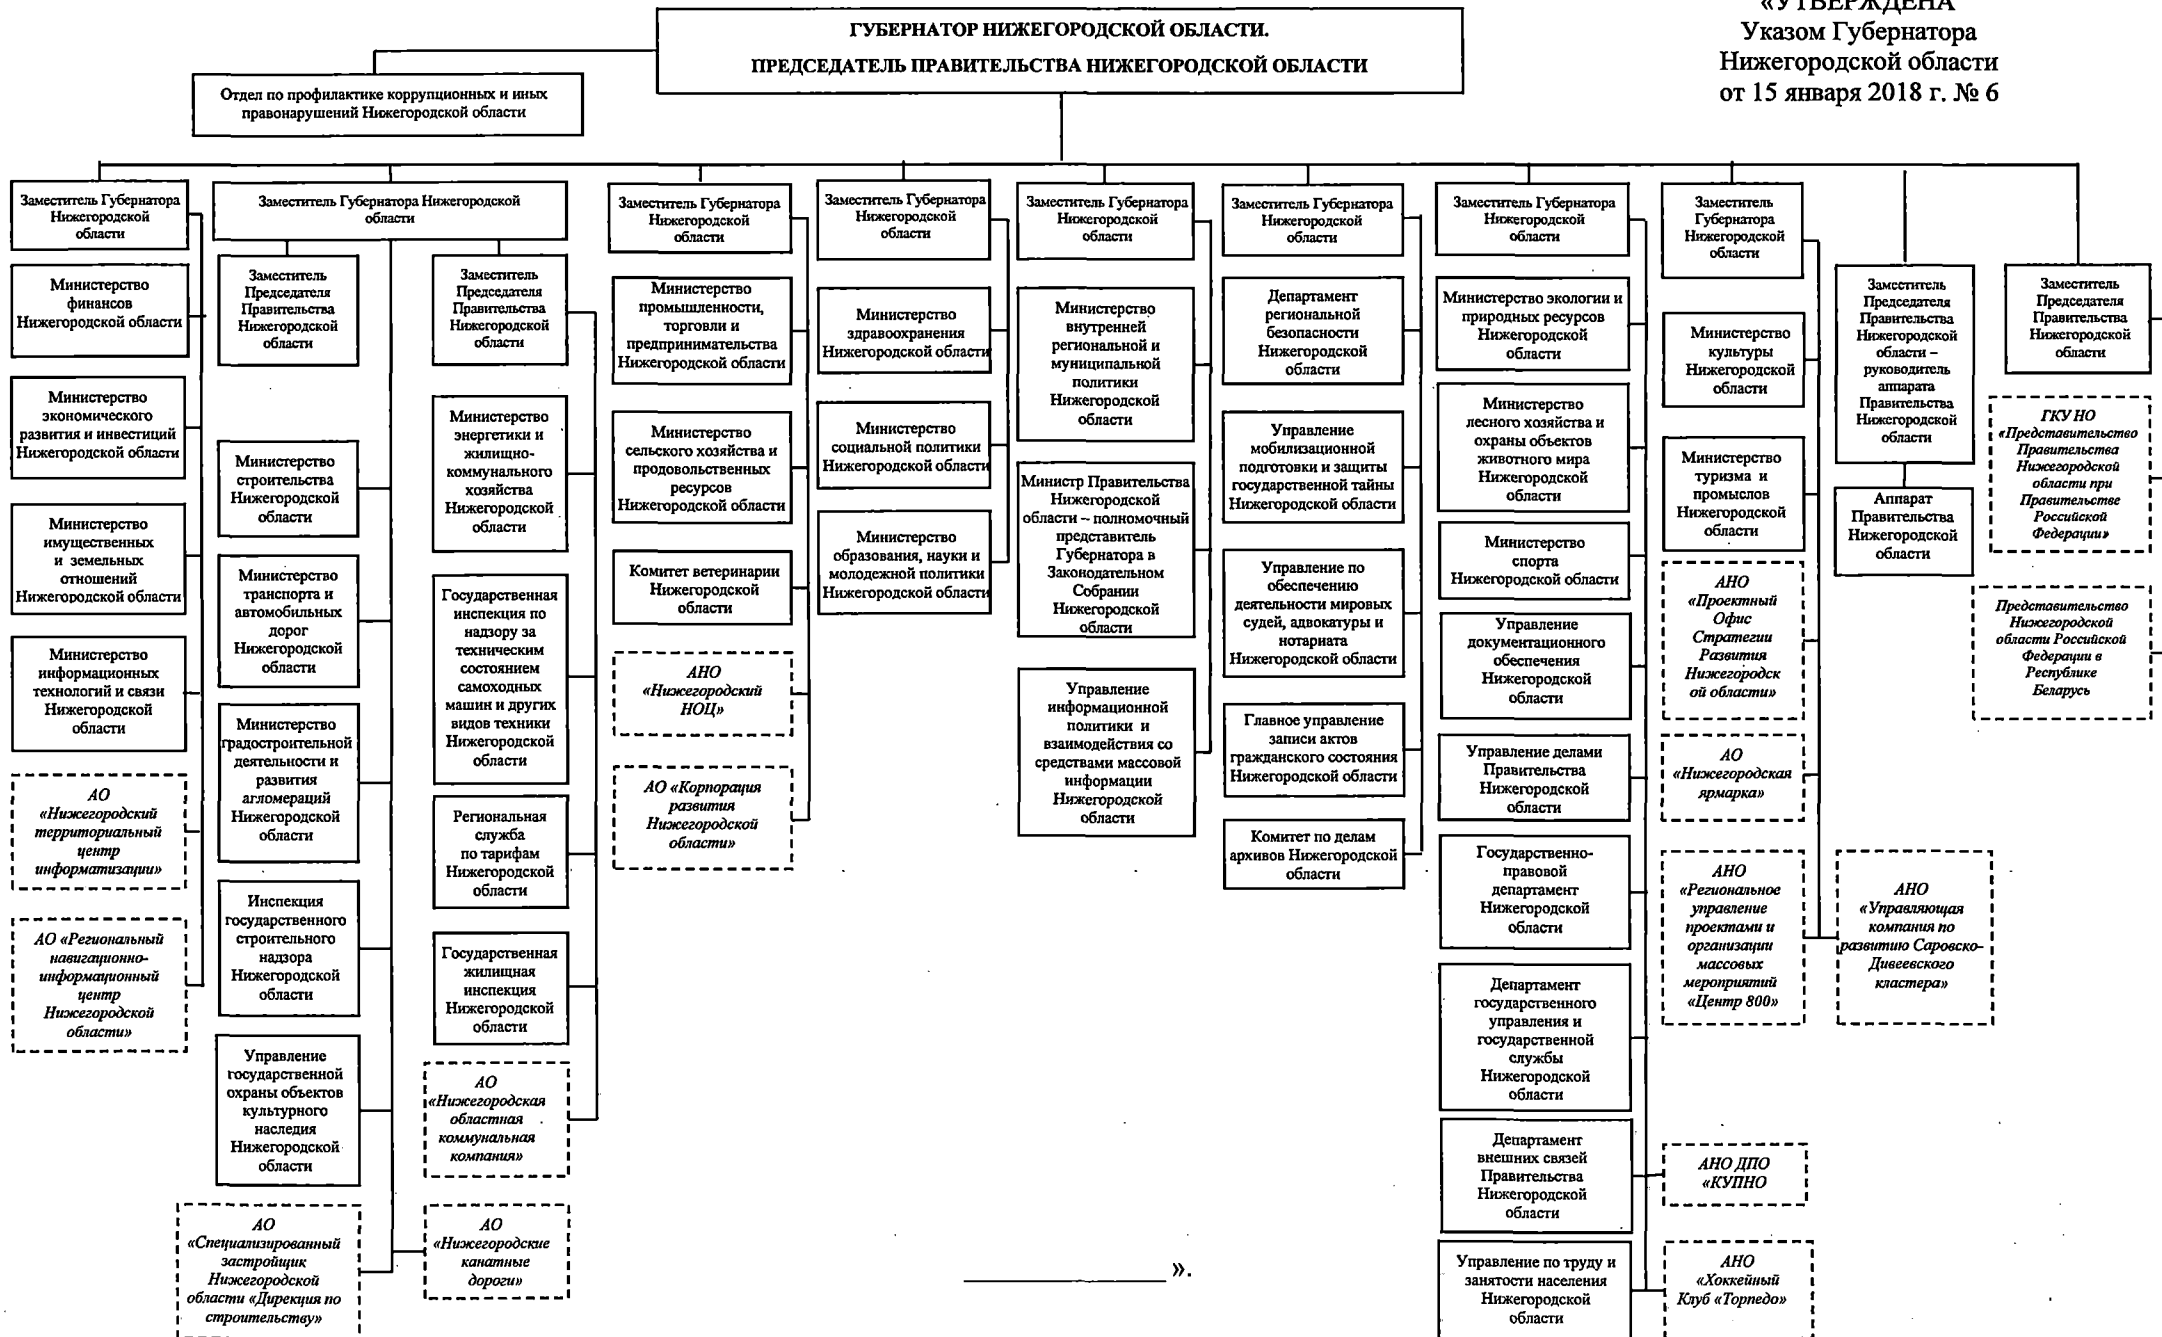 «УТВЕРЖДЕНА
Указом Губернатора
Нижегородской области
от 15 января 2018 г. № 6
ГУБЕРНАТОР НИЖЕГОРОДСКОЙ ОБЛАСТИ.
ПРЕДСЕДАТЕЛЬ ПРАВИТЕЛЬСТВА НИЖЕГОРОДСКОЙ ОБЛАСТИ
Отдел по профилактике коррупционных и иных
правонарушений Нижегородской области
Заместитель Губернатора
Нижегородской
области
Министерство
финансов
Нижегородской области
Министерство
экономического
развития и инвестиций
Нижегородской области
Министерство
имущественных
и земельных
отношений
Нижегородской области
Министерство
информационных
технологий и связи
Нижегородской
области
АО
«Нижегородский
территориальный
центр
информатизации»
АО «Региональный
навигационно-
информационный
центр
Нижегородской
области»
Заместитель Губернатора Нижегородской
области
Заместитель
Председателя
Правительства
Нижегородской
области
Министерство
строительства
Нижегородской
области
Министерство
транспорта и
автомобильных
дорог
Нижегородской
области
Министерство
градостроительной
деятельности и
развития
агломераций
Нижегородской
области
Инспекция
государственного
строительного
надзора
Нижегородской
области
Управление
государственной
охраны объектов
культурного
наследия
Нижегородской
области
АО
«Специализированный
застройщик
Нижегородской
области «Дирекция по
строительству»
Заместитель
Председателя
Правительства
Нижегородской
области
Министерство
энергетики и
жилищно-
коммунального
хозяйства
Нижегородской
области
Государственная
инспекция по
надзору за
техническим
состоянием
самоходных
машин и других
видов техники
Нижегородской
области
Региональная
служба
по тарифам
Нижегородской
области
Государственная
жилищная
инспекция
Нижегородской
области
АО
«Нижегородская
областная
коммунальная
компания»
АО
«Нижегородские
канатные
дороги»
Заместитель Губернатора
Нижегородской
области
Министерство
промышленности,
торговли и
предпринимательства
Нижегородской области
Министерство
сельского хозяйства и
продовольственных
ресурсов
Нижегородской области
Комитет ветеринарии
Нижегородской
области
АНО
«Нижегородский
НОЦ»
АО «Корпорация
развития
Нижегородской
области»
Заместитель Губернатора
Нижегородской
области
Министерство
здравоохранения
Нижегородской области
Министерство
социальной политики
Нижегородской области
Министерство
образования, науки и
молодежной политики
Нижегородской области
Заместитель Губернатора
Нижегородской
области
Министерство
внутренней
региональной и
муниципальной
политики
Нижегородской
области
Министр Правительства
Нижегородской
области – полномочный
представитель
Губернатора в
Законодательном
Собрании
Нижегородской
области
Управление
информационной
политики и
взаимодействия со
средствами массовой
информации
Нижегородской
области
Заместитель Губернатора
Нижегородской
области
Департамент
региональной
безопасности
Нижегородской
области
Управление
мобилизационной
подготовки и защиты
государственной тайны
Нижегородской области
Управление по
обеспечению
деятельности мировых
судей, адвокатуры и
нотариата
Нижегородской области
Главное управление
записи актов
гражданского состояния
Нижегородской области
Комитет по делам
архивов Нижегородской
области
Заместитель Губернатора
Нижегородской
области
Министерство экологии и
природных ресурсов
Нижегородской
области
Министерство
лесного хозяйства и
охраны объектов
животного мира
Нижегородской
области
Министерство
спорта
Нижегородской области
Управление
документационного
обеспечения
Нижегородской
области
Управление делами
Правительства
Нижегородской
области
Государственно-
правовой
департамент
Нижегородской
области
Департамент
государственного
управления и
государственной
службы
Нижегородской
области
Департамент
внешних связей
Правительства
Нижегородской
области
Управление по труду и
занятости населения
Нижегородской
области
Заместитель
Губернатора
Нижегородской
области
Министерство
культуры
Нижегородской
области
Министерство
туризма и
промыслов
Нижегородской
области
АНО
«Проектный
Офис
Стратегии
Развития
Нижегородск
ой области»
АО
«Нижегородская
ярмарка»
АНО
«Региональное
управление
проектами и
организации
массовых
мероприятий
«Центр 800»
АНО
«Управляющая
компания по
развитию Саровско-
Дивеевского
кластера»
АНО ДПО
«КУПНО
АНО
«Хоккейный
Клуб «Торпедо»
Заместитель
Председателя
Правительства
Нижегородской
области –
руководитель
аппарата
Правительства
Нижегородской
области
Аппарат
Правительства
Нижегородской
области
Заместитель
Председателя
Правительства
Нижегородской
области
ГКУ НО
«Представительство
Правительства
Нижегородской
области при
Правительстве
Российской
Федерации»
Представительство
Нижегородской
области Российской
Федерации в
Республике
Беларусь
».